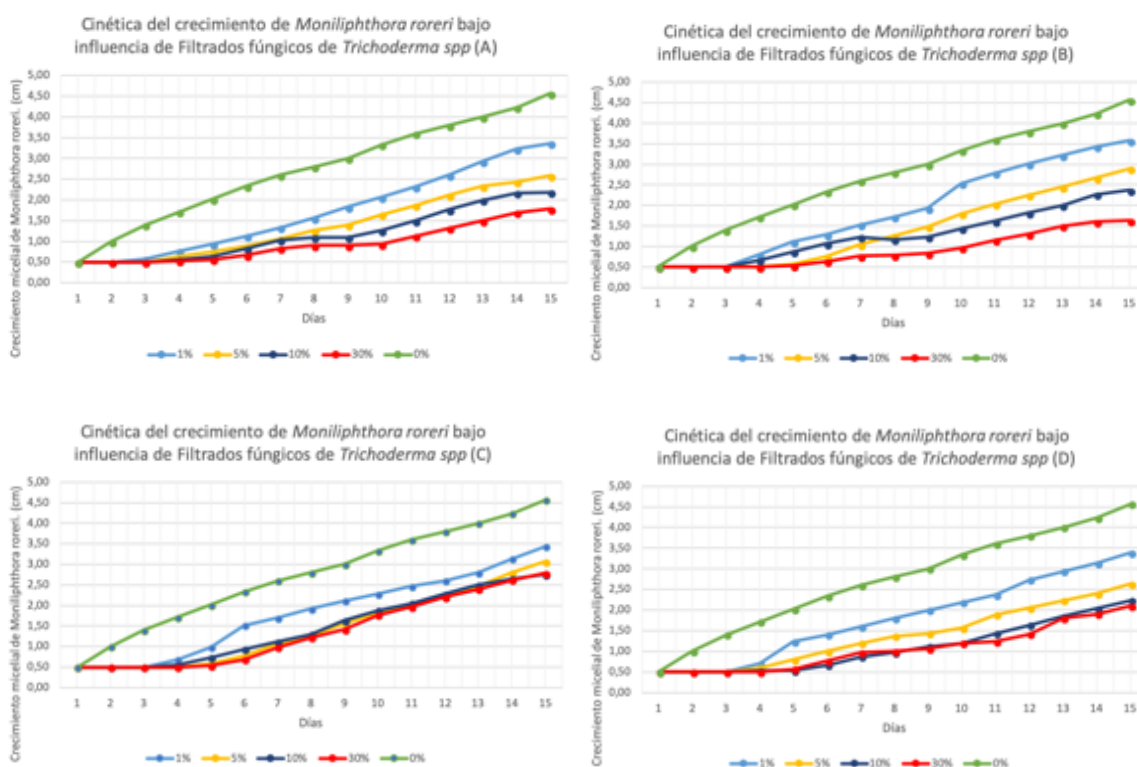 Cinética del crecimiento de Moniliphthora roreri bajo
influencia de Filtrados fúngicos de Trichoderma spp (A)
Crecimiento micelial de Moniliphthora roreri. (cm)
5,00
4,50
4,00
3,50
3,00
2,50
2,00
1,50
1,00
0,50
0,00
1 2 3 4 5 6 7 8 9 10 11 12 13 14 15
Días
1% 5% 10% 30% 0%
Cinética del crecimiento de Moniliphthora roreri bajo
influencia de Filtrados fúngicos de Trichoderma spp (B)
Crecimiento micelial de Moniliphthora roreri. (cm)
5,00
4,50
4,00
3,50
3,00
2,50
2,00
1,50
1,00
0,50
0,00
1 2 3 4 5 6 7 8 9 10 11 12 13 14 15
Días
1% 5% 10% 30% 0%
Cinética del crecimiento de Moniliphthora roreri bajo
influencia de Filtrados fúngicos de Trichoderma spp (C)
Crecimiento micelial de Moniliphthora roreri. (cm)
5,00
4,50
4,00
3,50
3,00
2,50
2,00
1,50
1,00
0,50
0,00
1 2 3 4 5 6 7 8 9 10 11 12 13 14 15
Días
1% 5% 10% 30% 0%
Cinética del crecimiento de Moniliphthora roreri bajo
influencia de Filtrados fúngicos de Trichoderma spp (D)
Crecimiento micelial de Moniliphthora roreri. (cm)
5,00
4,50
4,00
3,50
3,00
2,50
2,00
1,50
1,00
0,50
0,00
1 2 3 4 5 6 7 8 9 10 11 12 13 14 15
Días
1% 5% 10% 30% 0%